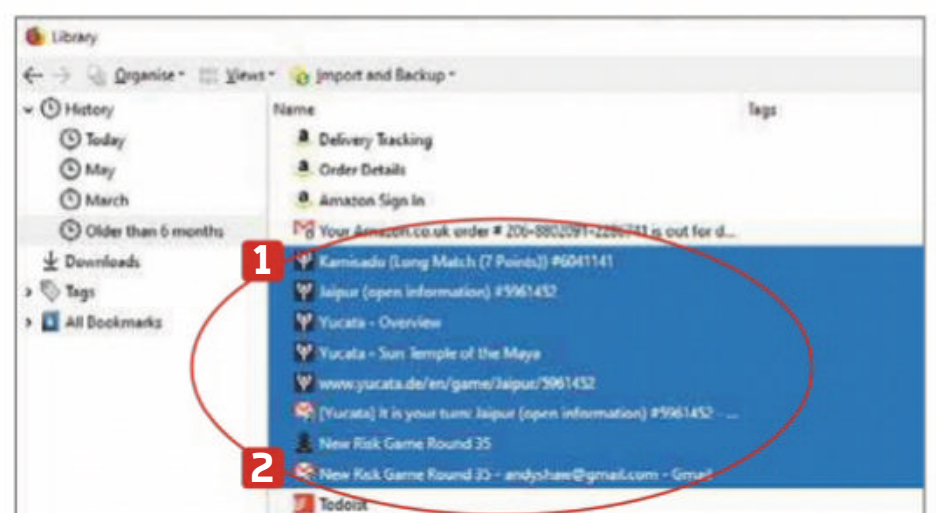 Library
Organise Views Import and Backup
History
Today
May
March
Older than 6 months
Downloads
Tags
All Bookmarks
Name Tags
Delivery Tracking
Order Details
Amazon Sign In
Your Amazon.co.uk order # is out for d...
1
Kamisado (Long Match (7 Points)) #6041141
Jaipur (open information) #5961452
Yucata - Overview
Yucata - Sun Temple of the Maya
www.yucata.de/en/game/Jaipur/5961452
[Yucata] It is your turn: Jaipur (open information) #5961452 - ...
New Risk Game Round 35
2
New Risk Game Round 35 - andyshaw@gmail.com - Gmail
Todoist